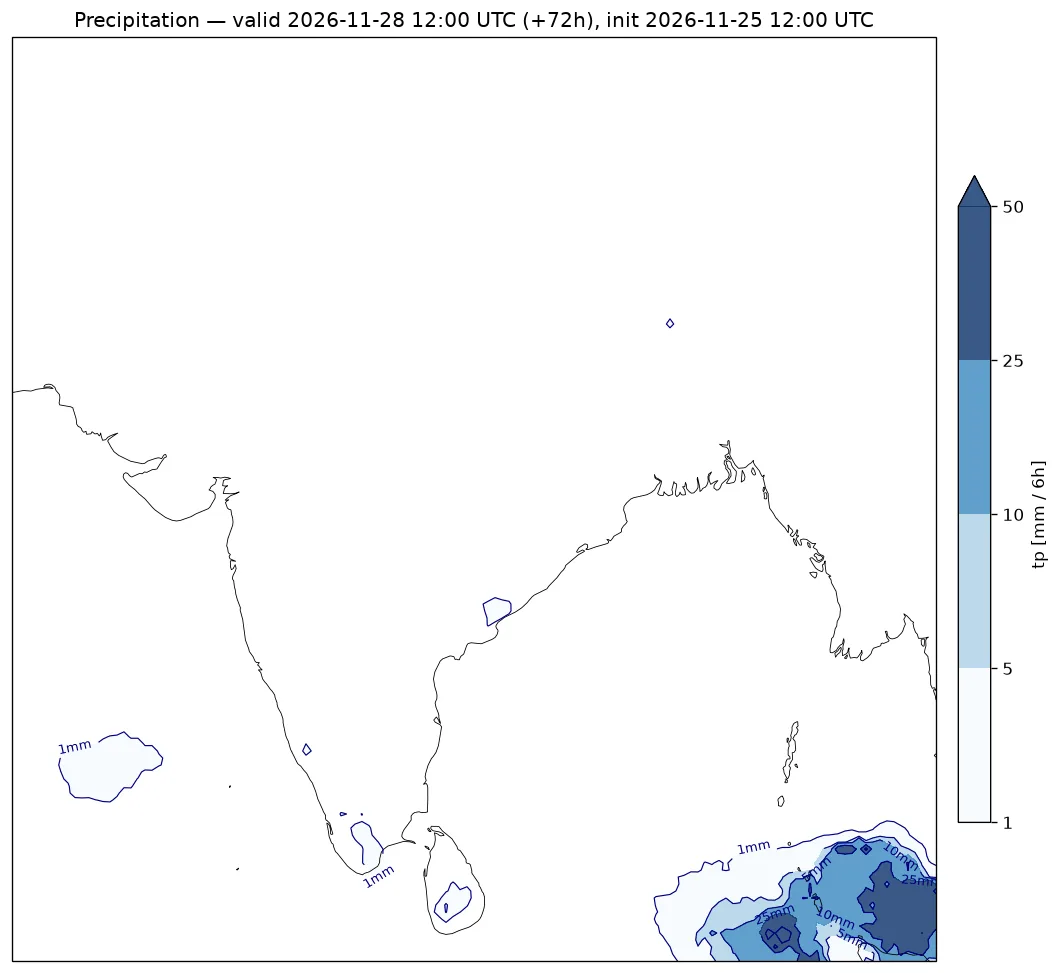 Precipitation — valid 2026-11-28 12:00 UTC (+72h), init 2026-11-25 12:00 UTC
50
25
10
5
1
tp [mm / 6h]
1mm
1mm
1mm
5mm
10mm
25mm
25mm
10mm
5mm